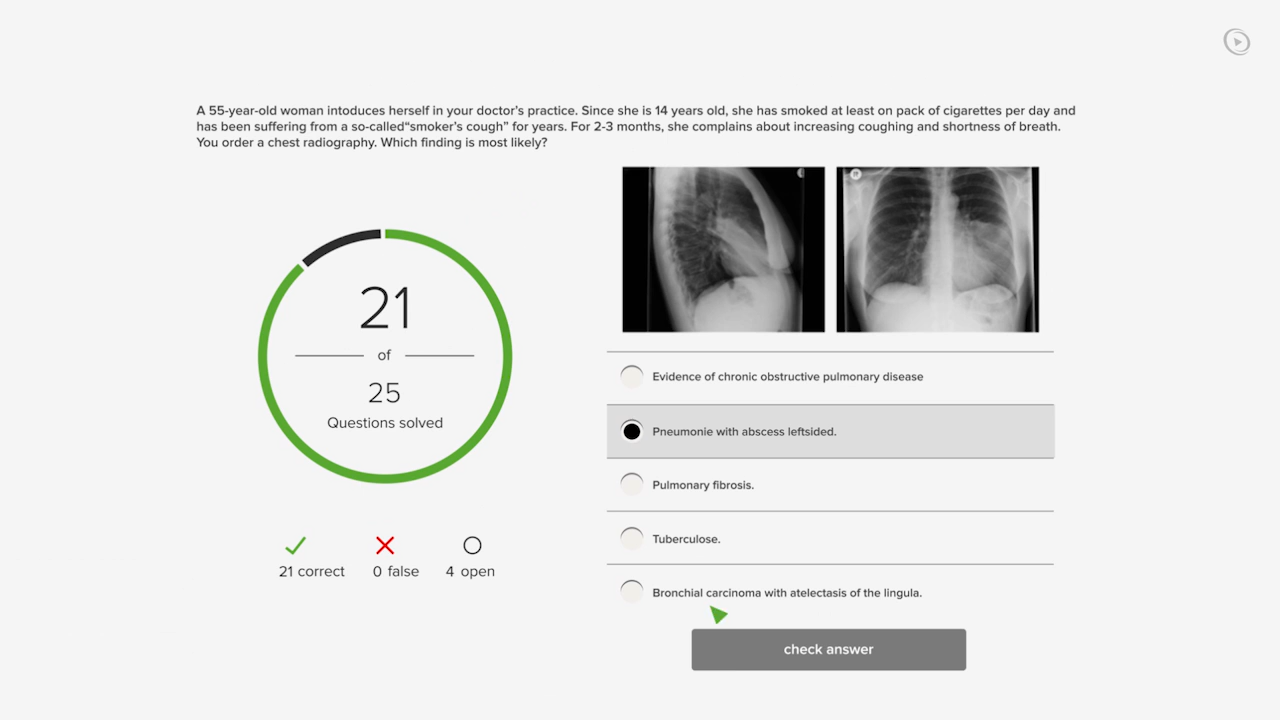 A 55-year-old woman intoduces herself in your doctor's practice. Since she is 14 years old, she has smoked at least on pack of cigarettes per day and
has been suffering from a so-called“smoker's cough” for years. For 2-3 months, she complains about increasing coughing and shortness of breath.
You order a chest radiography. Which finding is most likely?
21
of
25
Questions solved
21 correct
0 false
4 open
Evidence of chronic obstructive pulmonary disease
Pneumonie with abscess leftsided.
Pulmonary fibrosis.
Tuberculose.
Bronchial carcinoma with atelectasis of the lingula.
check answer